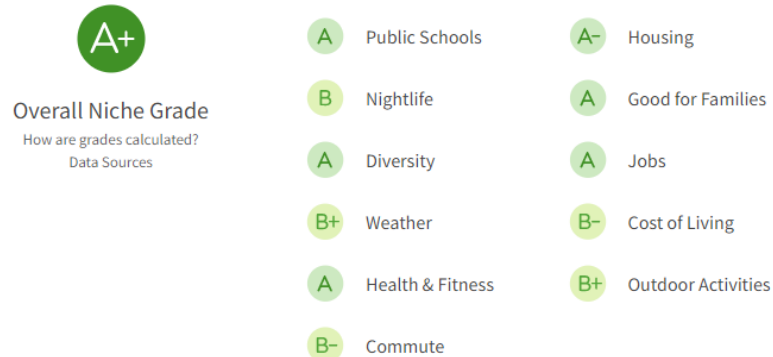 A+
Overall Niche Grade
How are grades calculated?
Data Sources
A Public Schools
B Nightlife
A Diversity
B+ Weather
A Health & Fitness
B- Commute
A- Housing
A Good for Families
A Jobs
B- Cost of Living
B+ Outdoor Activities